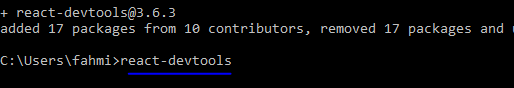 + react-devtools@3.6.3
added 17 packages from 10 contributors, removed 17 packages and
C:\Users\fahmi>react-devtools